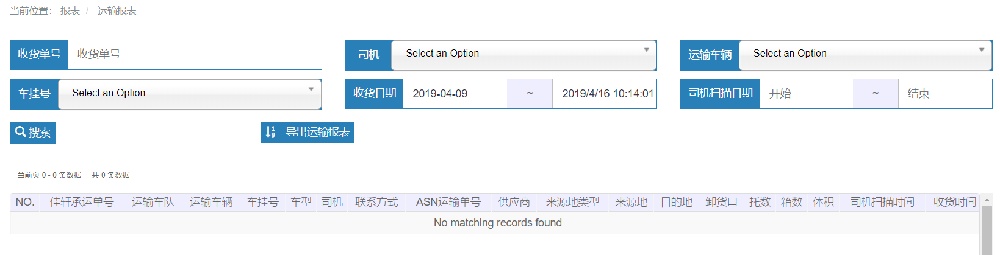 当前位置： 报表 / 运输报表
收货单号 收货单号 司机 Select an Option 运输车辆 Select an Option
车挂号 Select an Option 收货日期 2019-04-09 ~ 2019/4/16 10:14:01 司机扫描日期 开始 ~ 结束
搜索 导出运输报表
当前页 0 - 0 条数据 共 0 条数据
NO. 佳轩承运单号 运输车队 运输车辆 车挂号 车型 司机 联系方式 ASN运输单号 供应商 来源地类型 来源地 目的地 卸货口 托数 箱数 体积 司机扫描时间 收货时间
No matching records found